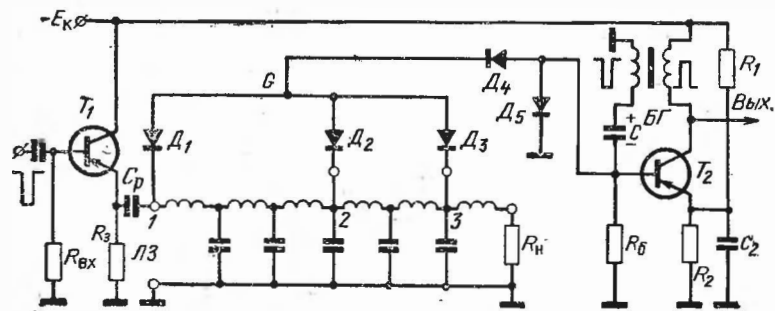 -Eк
T1
Cр
Rвх
Rэ
ЛЗ
G
Д1
Д2
Д3
1
2
3
Rн
Д4
Д5
+
C
−
БГ
Rб
T2
R1
Вых.
R2
C2